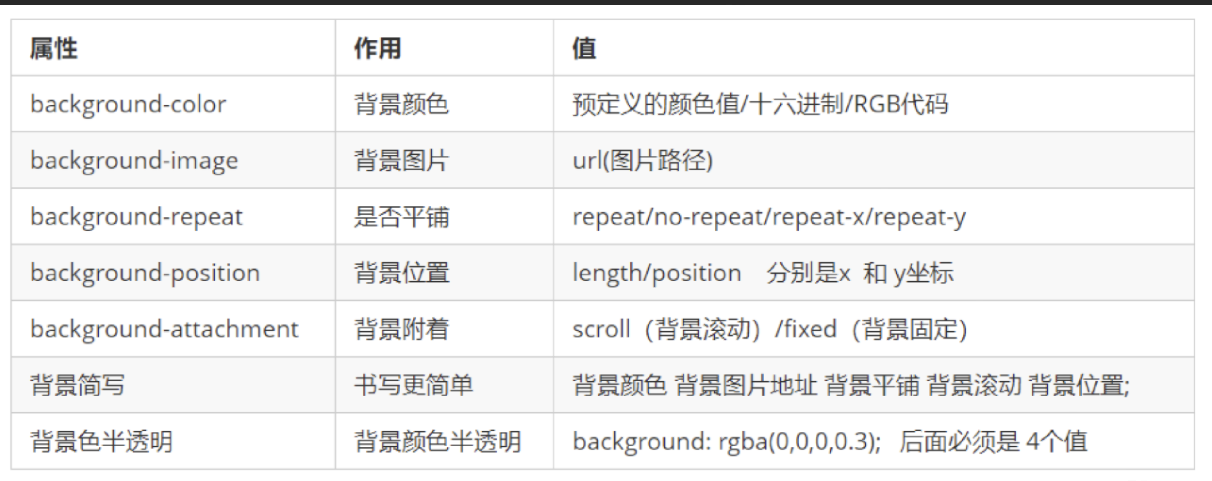 属性 作用 值
background-color 背景颜色 预定义的颜色值/十六进制/RGB代码
background-image 背景图片 url(图片路径)
background-repeat 是否平铺 repeat/no-repeat/repeat-x/repeat-y
background-position 背景位置 length/position 分别是x 和 y坐标
background-attachment 背景附着 scroll（背景滚动）/fixed（背景固定）
背景简写 书写更简单 背景颜色 背景图片地址 背景平铺 背景滚动 背景位置;
背景色半透明 背景颜色半透明 background: rgba(0,0,0,0.3); 后面必须是 4个值